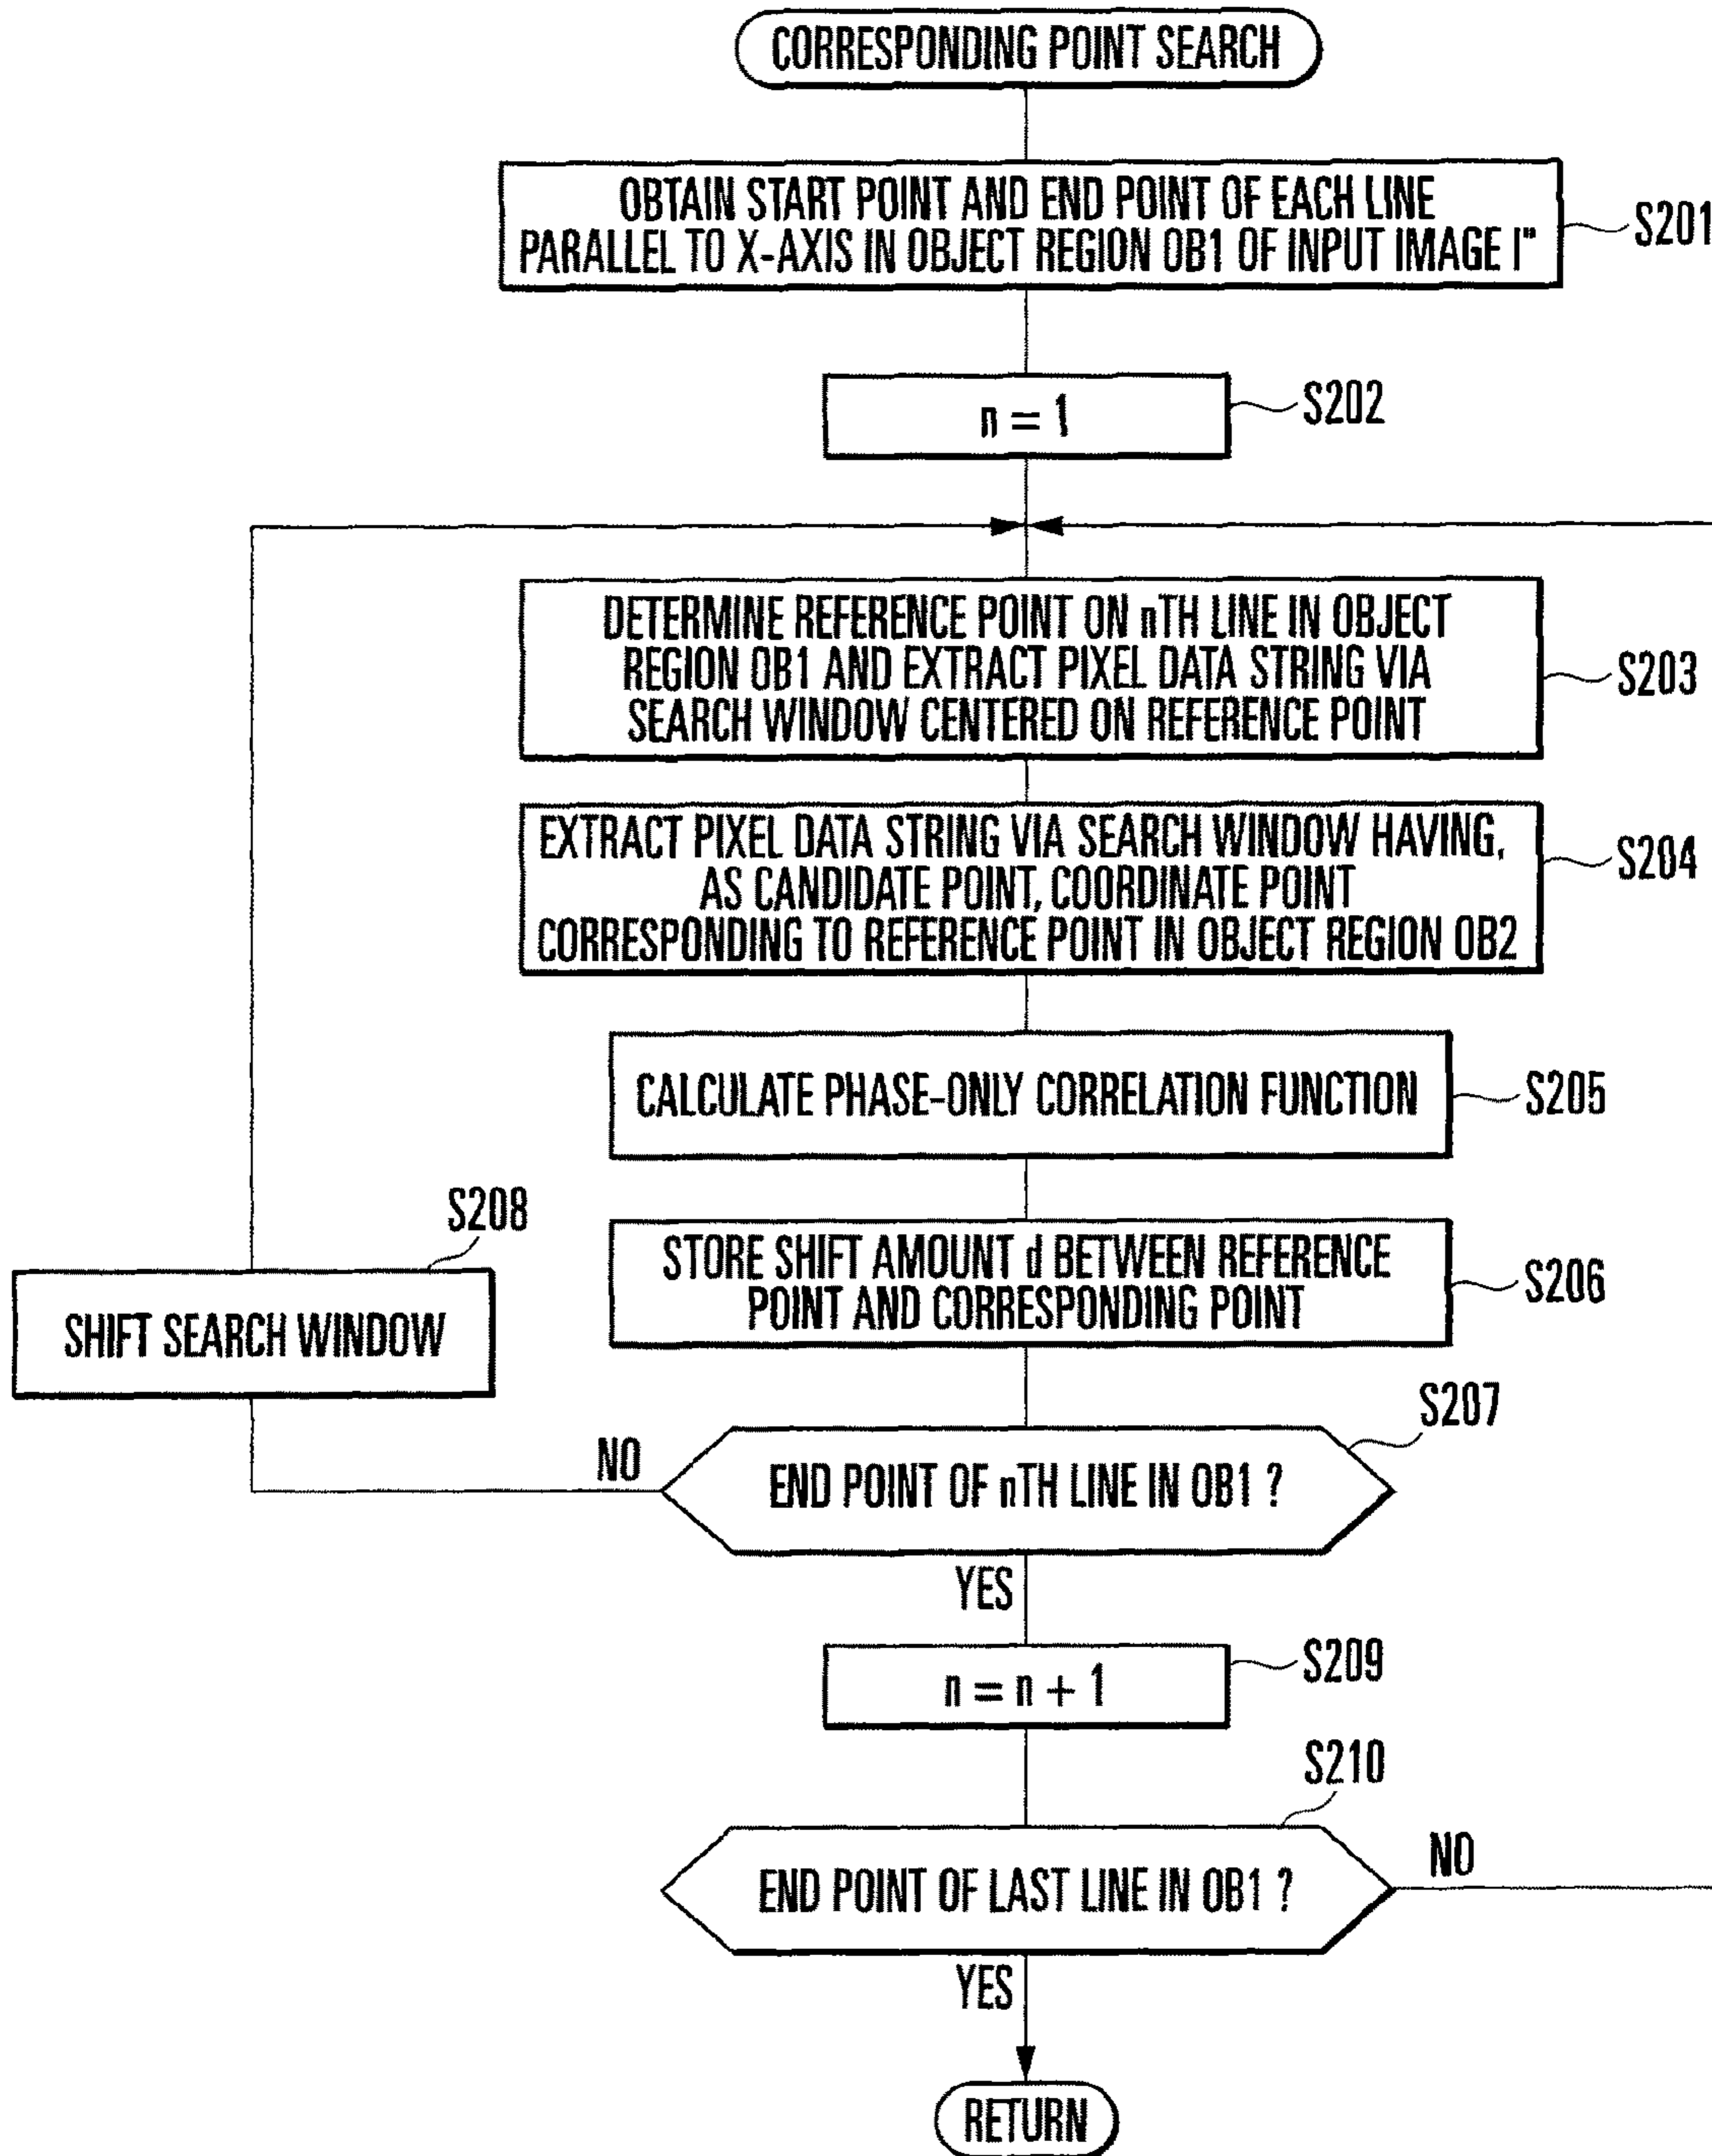 CORRESPONDING POINT SEARCH
OBTAIN START POINT AND END POINT OF EACH LINE
PARALLEL TO X-AXIS IN OBJECT REGION OB1 OF INPUT IMAGE I"
S201
n = 1
S202
DETERMINE REFERENCE POINT ON nTH LINE IN OBJECT
REGION OB1 AND EXTRACT PIXEL DATA STRING VIA
SEARCH WINDOW CENTERED ON REFERENCE POINT
S203
EXTRACT PIXEL DATA STRING VIA SEARCH WINDOW HAVING,
AS CANDIDATE POINT, COORDINATE POINT
CORRESPONDING TO REFERENCE POINT IN OBJECT REGION OB2
S204
CALCULATE PHASE-ONLY CORRELATION FUNCTION
S205
STORE SHIFT AMOUNT d BETWEEN REFERENCE
POINT AND CORRESPONDING POINT
S206
S208
SHIFT SEARCH WINDOW
S207
NO
END POINT OF nTH LINE IN OB1 ?
YES
n = n + 1
S209
S210
END POINT OF LAST LINE IN OB1 ?
NO
YES
RETURN